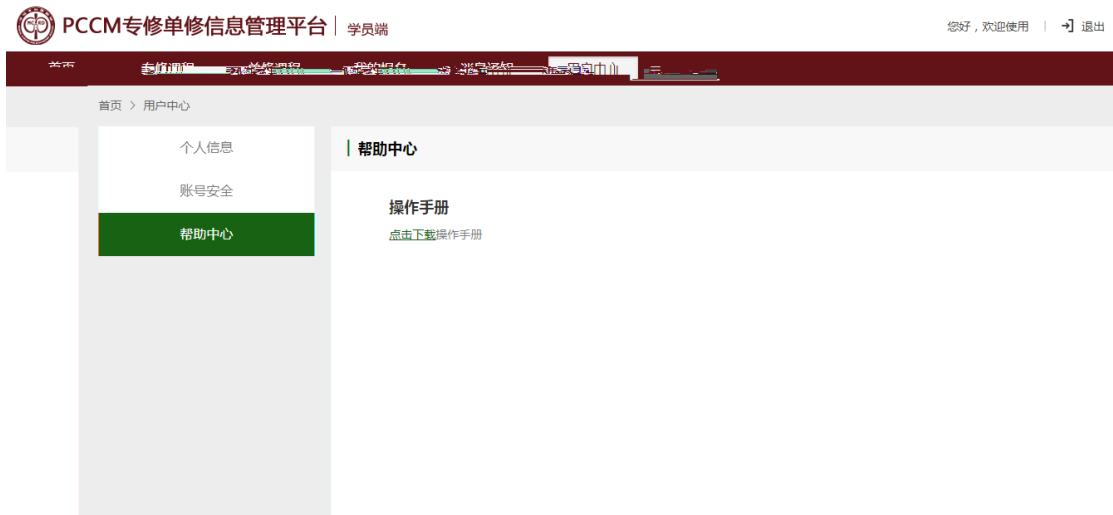 PCCM专修单修信息管理平台 学员端
您好，欢迎使用 退出
首页 专修课程 单修课程 我的报名 消息通知 用户中心
首页 > 用户中心
个人信息
账号安全
帮助中心
帮助中心
操作手册
点击下载操作手册